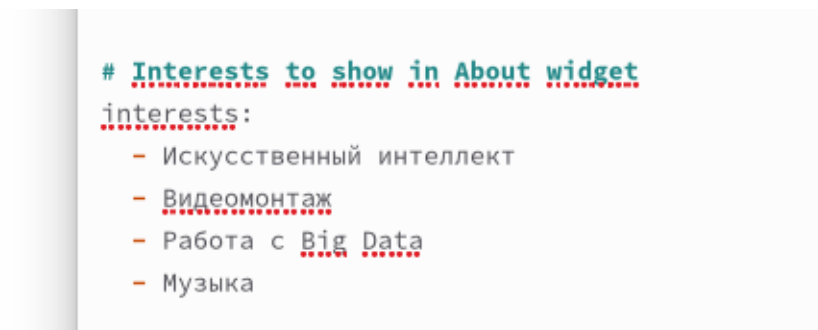 # Interests to show in About widget
interests:
- Искусственный интеллект
- Видеомонтаж
- Работа с Big Data
- Музыка